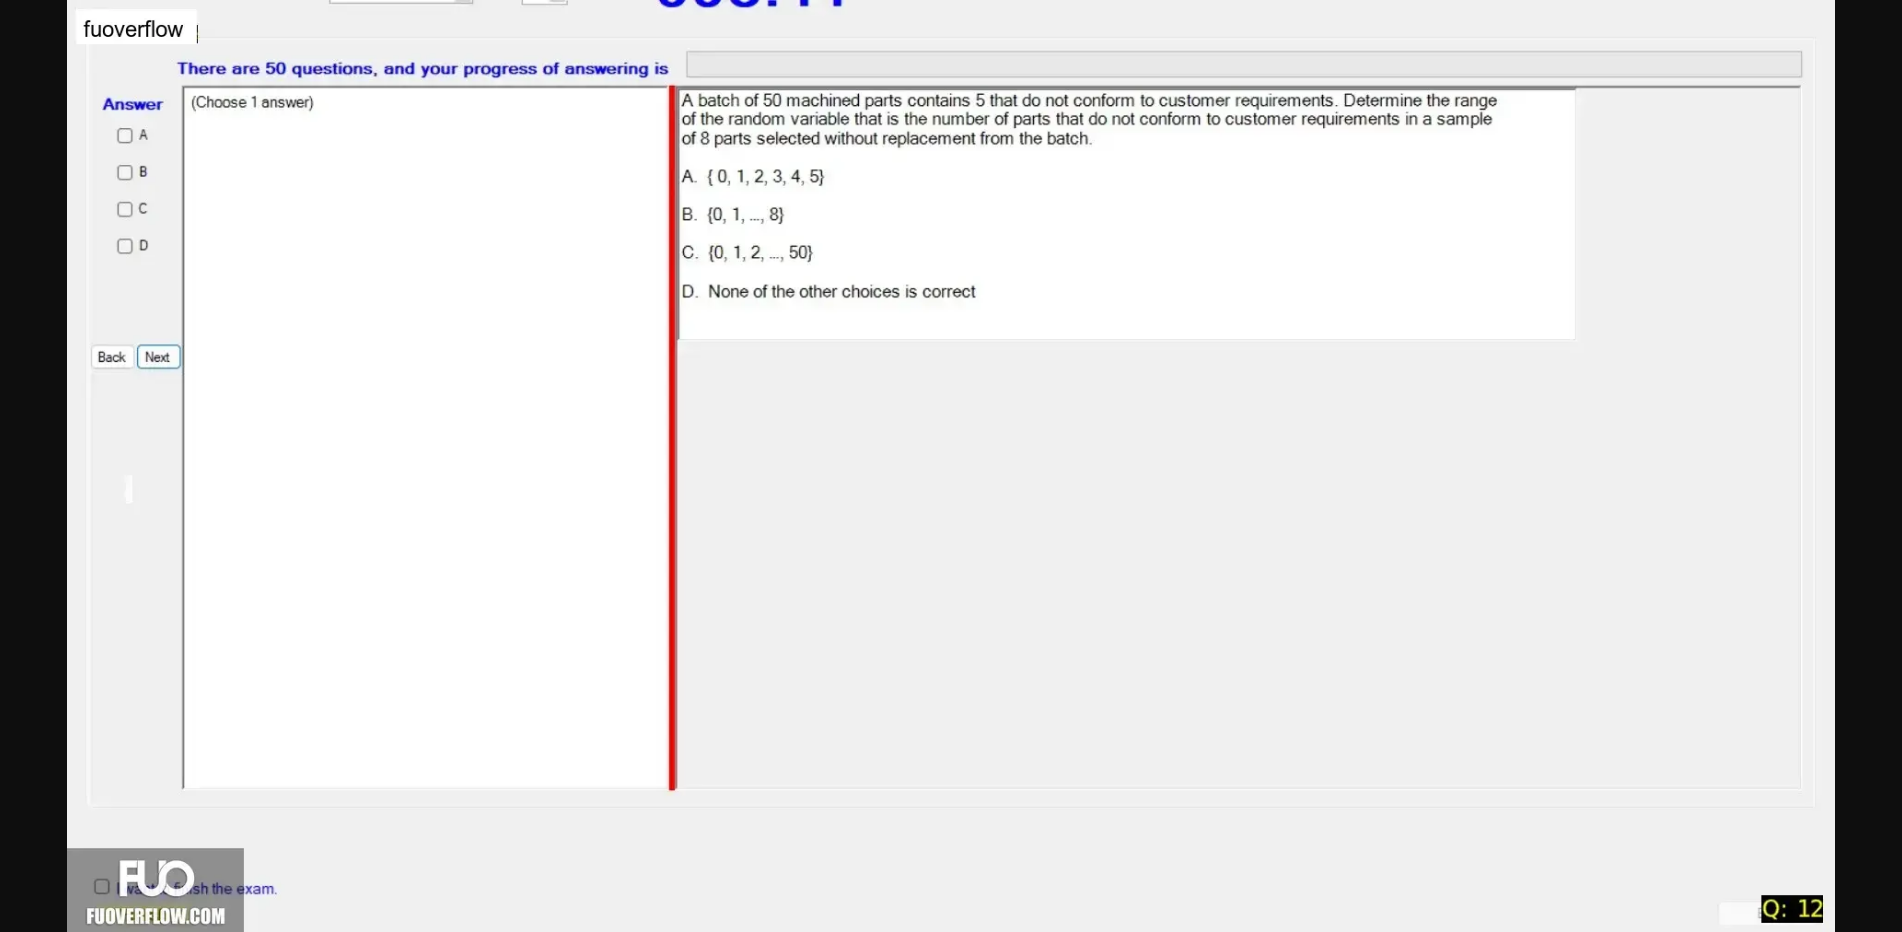 fuoverflow
There are 50 questions, and your progress of answering is
Answer
(Choose 1 answer)
A
B
C
D
Back Next
A batch of 50 machined parts contains 5 that do not conform to customer requirements. Determine the range
of the random variable that is the number of parts that do not conform to customer requirements in a sample
of 8 parts selected without replacement from the batch.
A. { 0, 1, 2, 3, 4, 5}
B. {0, 1, ..., 8}
C. {0, 1, 2, ..., 50}
D. None of the other choices is correct
FUO
the exam.
FUOVERFLOW.COM
Q: 12